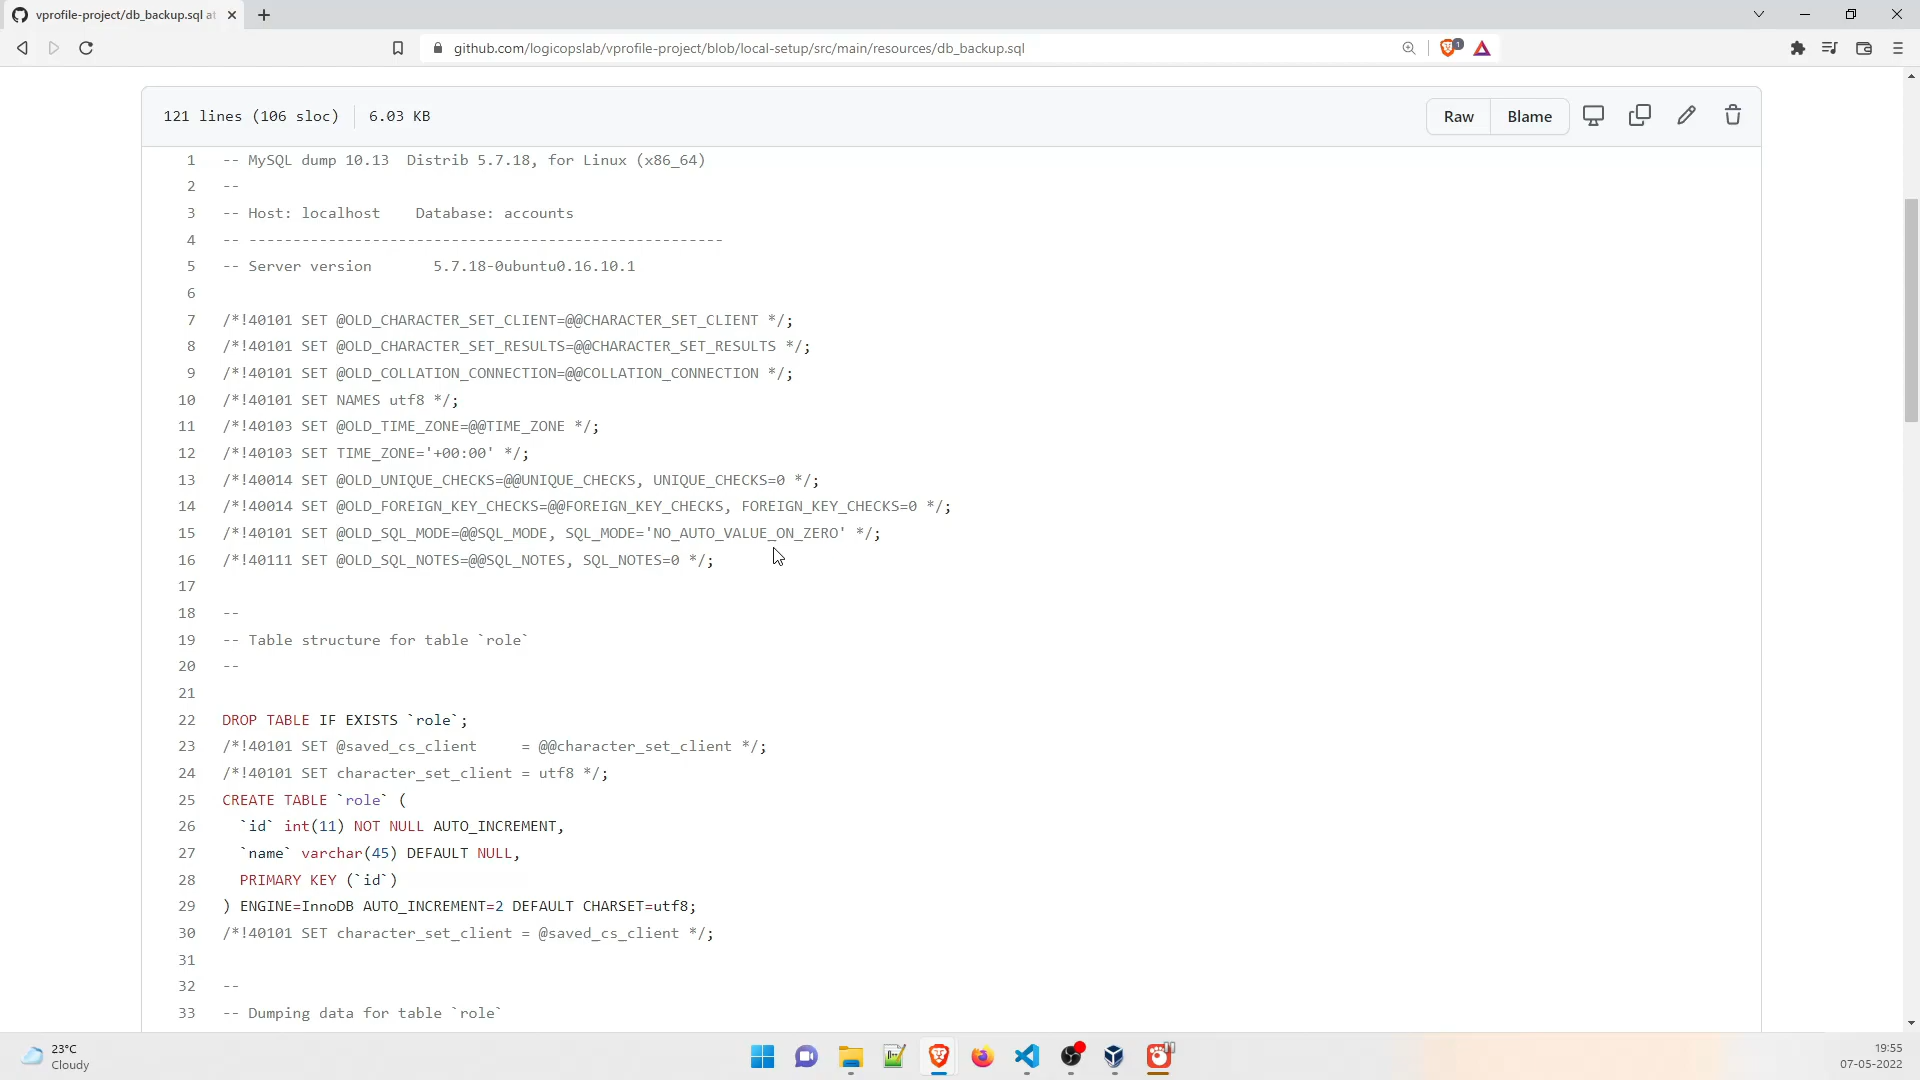 vprofile-project/db_backup.sql at
github.com/logicopslab/vprofile-project/blob/local-setup/src/main/resources/db_backup.sql
1
121 lines (106 sloc) 6.03 KB
Raw Blame
1 -- MySQL dump 10.13  Distrib 5.7.18, for Linux (x86_64)
2 --
3 -- Host: localhost    Database: accounts
4 -- ------------------------------------------------------
5 -- Server version       5.7.18-0ubuntu0.16.10.1
6
7 /*!40101 SET @OLD_CHARACTER_SET_CLIENT=@@CHARACTER_SET_CLIENT */;
8 /*!40101 SET @OLD_CHARACTER_SET_RESULTS=@@CHARACTER_SET_RESULTS */;
9 /*!40101 SET @OLD_COLLATION_CONNECTION=@@COLLATION_CONNECTION */;
10 /*!40101 SET NAMES utf8 */;
11 /*!40103 SET @OLD_TIME_ZONE=@@TIME_ZONE */;
12 /*!40103 SET TIME_ZONE='+00:00' */;
13 /*!40014 SET @OLD_UNIQUE_CHECKS=@@UNIQUE_CHECKS, UNIQUE_CHECKS=0 */;
14 /*!40014 SET @OLD_FOREIGN_KEY_CHECKS=@@FOREIGN_KEY_CHECKS, FOREIGN_KEY_CHECKS=0 */;
15 /*!40101 SET @OLD_SQL_MODE=@@SQL_MODE, SQL_MODE='NO_AUTO_VALUE_ON_ZERO' */;
16 /*!40111 SET @OLD_SQL_NOTES=@@SQL_NOTES, SQL_NOTES=0 */;
17
18 --
19 -- Table structure for table `role`
20 --
21
22 DROP TABLE IF EXISTS `role`;
23 /*!40101 SET @saved_cs_client     = @@character_set_client */;
24 /*!40101 SET character_set_client = utf8 */;
25 CREATE TABLE `role` (
26   `id` int(11) NOT NULL AUTO_INCREMENT,
27   `name` varchar(45) DEFAULT NULL,
28   PRIMARY KEY (`id`)
29 ) ENGINE=InnoDB AUTO_INCREMENT=2 DEFAULT CHARSET=utf8;
30 /*!40101 SET character_set_client = @saved_cs_client */;
31
32 --
33 -- Dumping data for table `role`
23°C
Cloudy
19:55
07-05-2022